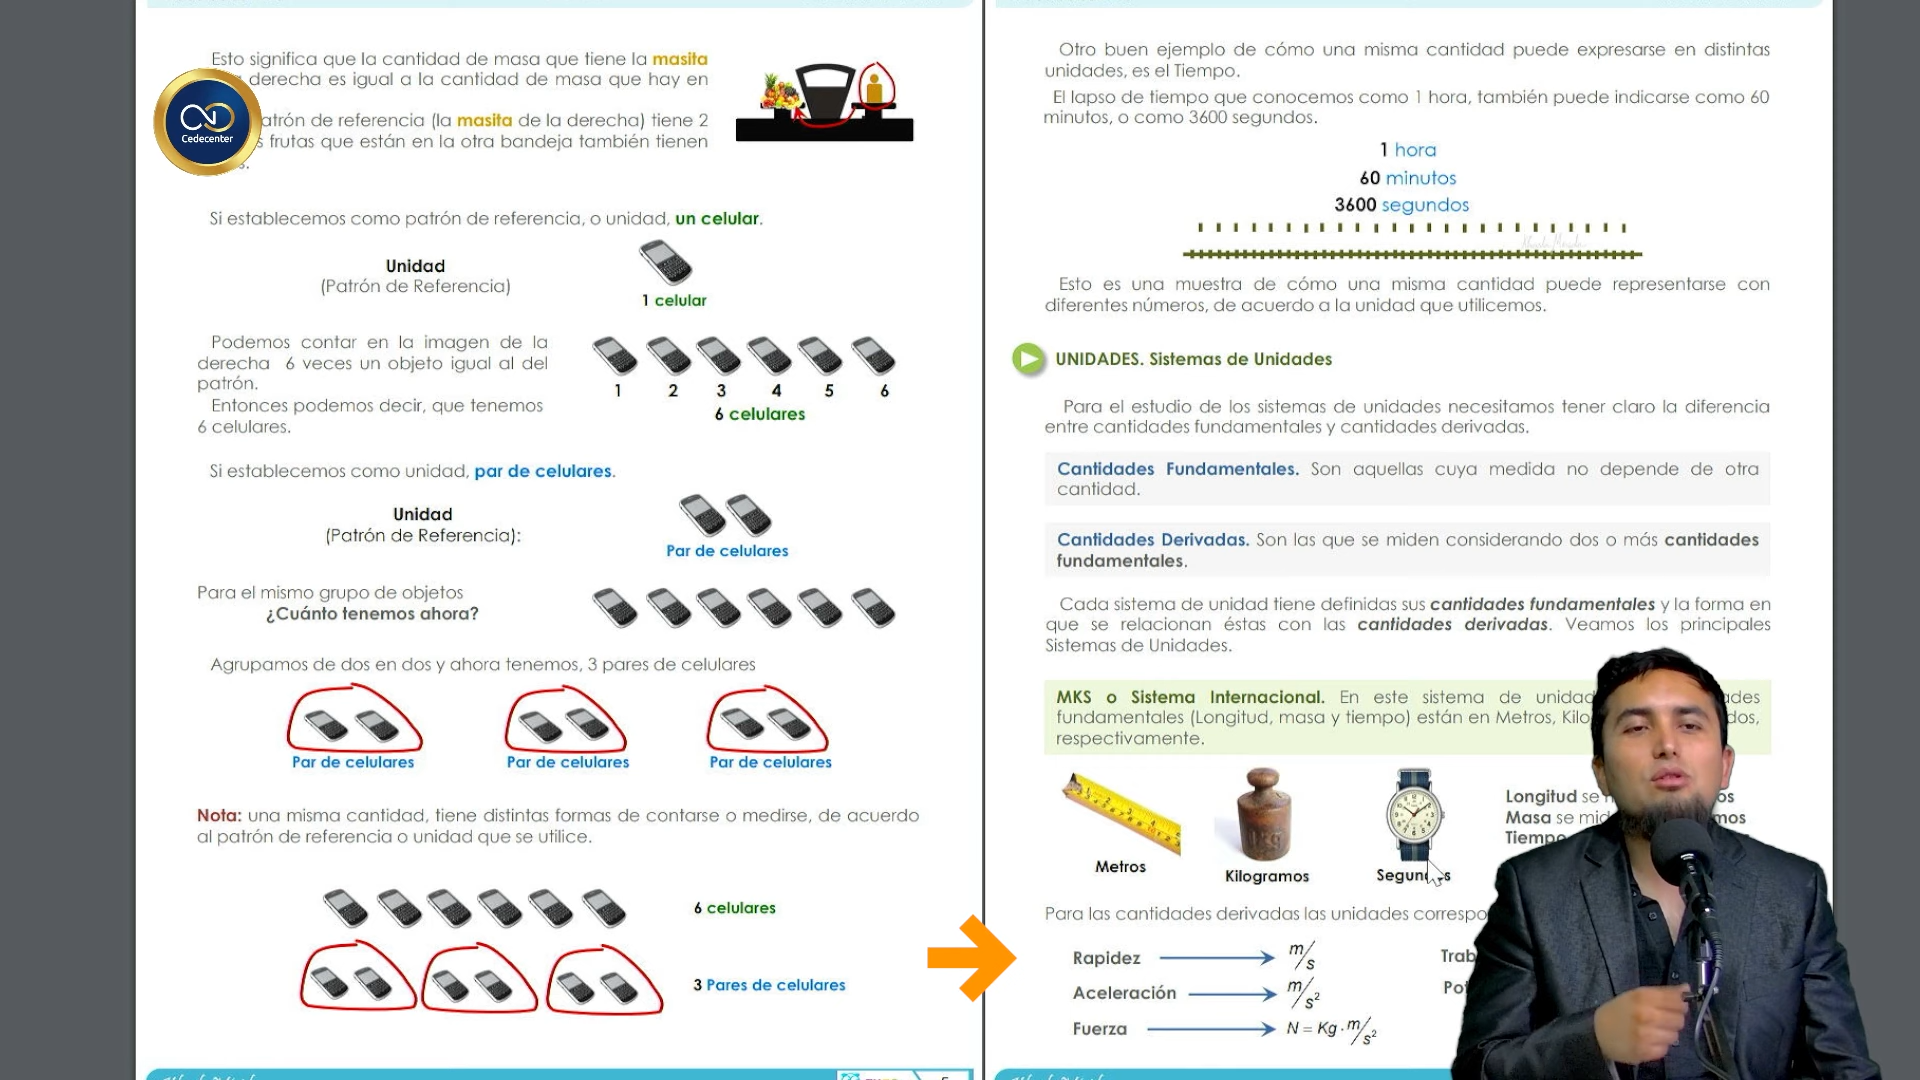 Esto significa que la cantidad de masa que tiene la masita
derecha es igual a la cantidad de masa que hay en
atrón de referencia (la masita de la derecha) tiene 2
frutas que están en la otra bandeja también tienen
Cedecenter
Si establecemos como patrón de referencia, o unidad, un celular.
Unidad
(Patrón de Referencia)
1 celular
Podemos contar en la imagen de la
derecha 6 veces un objeto igual al del
patrón.
Entonces podemos decir, que tenemos
6 celulares.
1 2 3 4 5 6
6 celulares
Si establecemos como unidad, par de celulares.
Unidad
(Patrón de Referencia):
Par de celulares
Para el mismo grupo de objetos
¿Cuánto tenemos ahora?
Agrupamos de dos en dos y ahora tenemos, 3 pares de celulares
Par de celulares Par de celulares Par de celulares
Nota: una misma cantidad, tiene distintas formas de contarse o medirse, de acuerdo
al patrón de referencia o unidad que se utilice.
6 celulares
3 Pares de celulares
Otro buen ejemplo de cómo una misma cantidad puede expresarse en distintas
unidades, es el Tiempo.
El lapso de tiempo que conocemos como 1 hora, también puede indicarse como 60
minutos, o como 3600 segundos.
1 hora
60 minutos
3600 segundos
Esto es una muestra de cómo una misma cantidad puede representarse con
diferentes números, de acuerdo a la unidad que utilicemos.
UNIDADES. Sistemas de Unidades
Para el estudio de los sistemas de unidades necesitamos tener claro la diferencia
entre cantidades fundamentales y cantidades derivadas.
Cantidades Fundamentales. Son aquellas cuya medida no depende de otra
cantidad.
Cantidades Derivadas. Son las que se miden considerando dos o más cantidades
fundamentales.
Cada sistema de unidad tiene definidas sus cantidades fundamentales y la forma en
que se relacionan éstas con las cantidades derivadas. Veamos los principales
Sistemas de Unidades.
MKS o Sistema Internacional. En este sistema de unidad ades
fundamentales (Longitud, masa y tiempo) están en Metros, Kilo dos,
respectivamente.
Longitud se os
Masa se mid mos
Tiempo
Metros Kilogramos
Para las cantidades derivadas las unidades correspo
Rapidez m/s
Trab
Aceleración m/s²
Pot
Fuerza N = Kg · m/s²